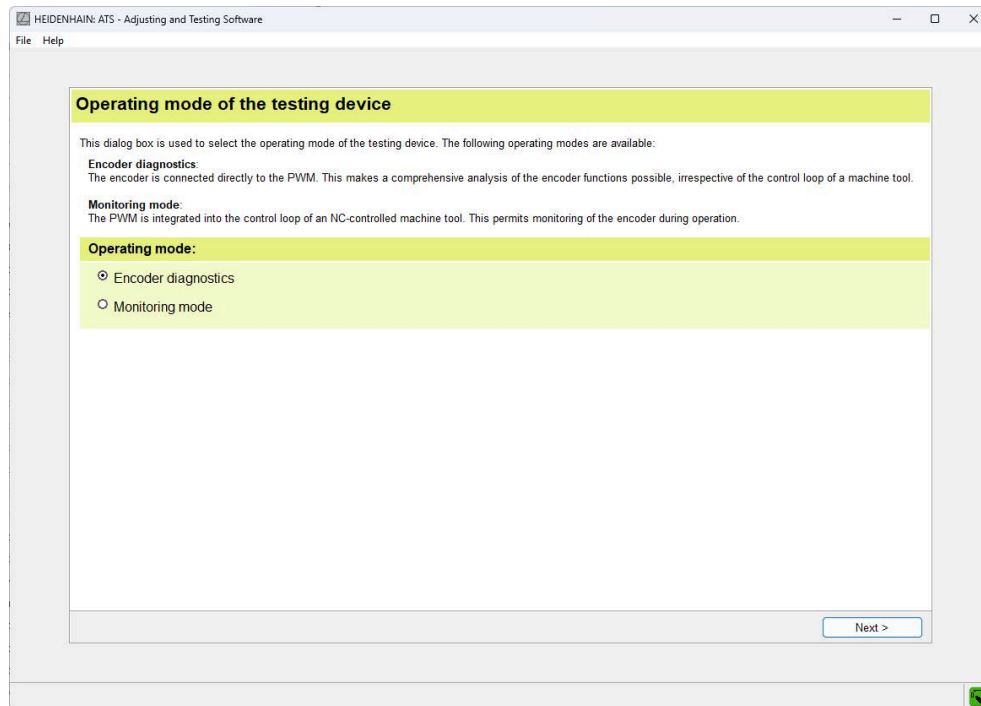 HEIDENHAIN: ATS - Adjusting and Testing Software
File Help
Operating mode of the testing device
This dialog box is used to select the operating mode of the testing device. The following operating modes are available:
Encoder diagnostics:
The encoder is connected directly to the PWM. This makes a comprehensive analysis of the encoder functions possible, irrespective of the control loop of a machine tool.
Monitoring mode:
The PWM is integrated into the control loop of an NC-controlled machine tool. This permits monitoring of the encoder during operation.
Operating mode:
Encoder diagnostics
Monitoring mode
Next >